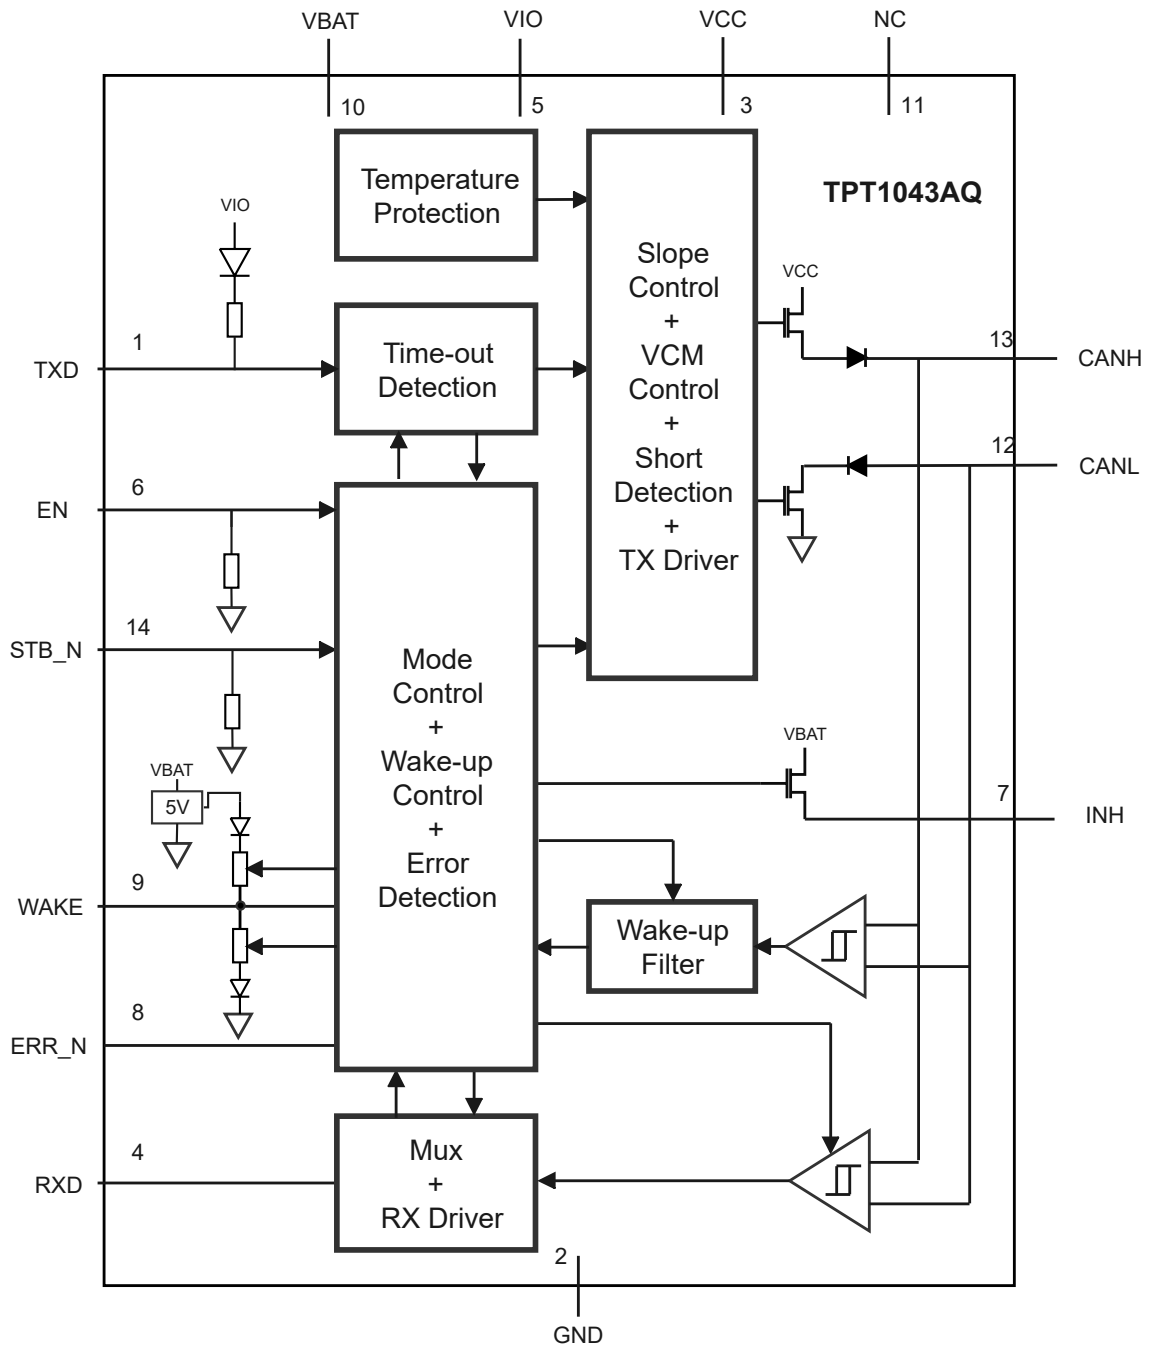 VBAT
VIO
VCC
NC
10
5
3
11
Temperature
Protection
TPT1043AQ
VIO
Slope
Control
+
VCM
Control
+
Short
Detection
+
TX Driver
VCC
1
TXD
Time-out
Detection
13
CANH
12
CANL
6
EN
14
STB_N
Mode
Control
+
Wake-up
Control
+
Error
Detection
VBAT
5V
VBAT
7
INH
9
WAKE
Wake-up
Filter
8
ERR_N
4
RXD
Mux
+
RX Driver
2
GND